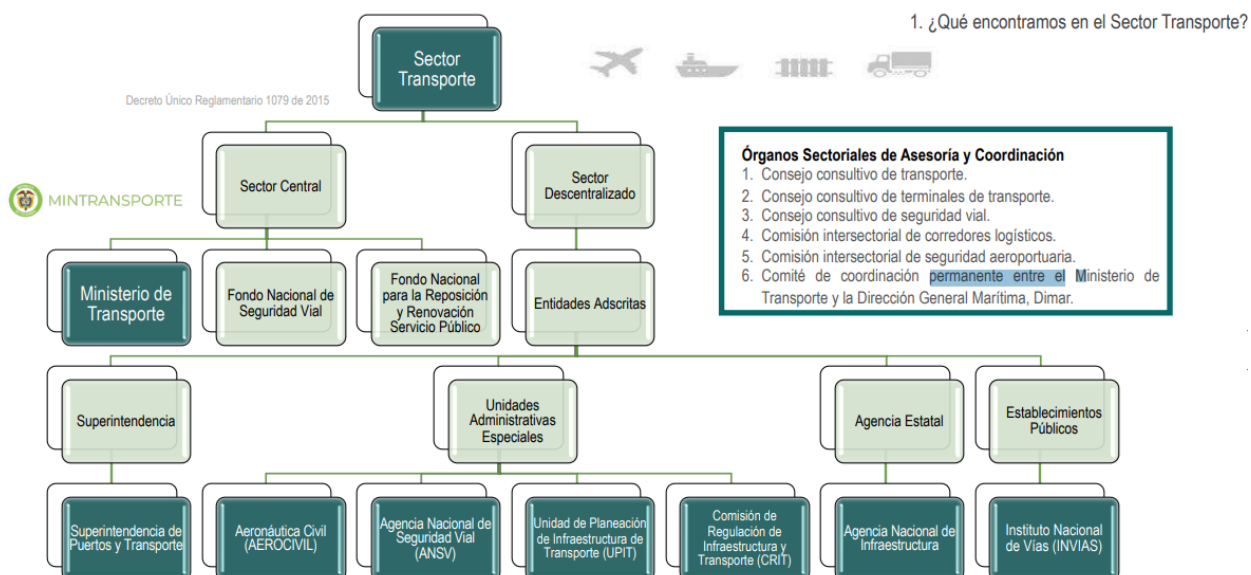 1. ¿Qué encontramos en el Sector Transporte?
Sector
Transporte
Decreto Único Reglamentario 1079 de 2015
Sector Central
Sector
Descentralizado
MINTRANSPORTE
Órganos Sectoriales de Asesoría y Coordinación
1. Consejo consultivo de transporte.
2. Consejo consultivo de terminales de transporte.
3. Consejo consultivo de seguridad vial.
4. Comisión intersectorial de corredores logísticos.
5. Comisión intersectorial de seguridad aeroportuaria.
6. Comité de coordinación permanente entre el Ministerio de
Transporte y la Dirección General Marítima, Dimar.
Ministerio de
Transporte
Fondo Nacional de
Seguridad Vial
Fondo Nacional
para la Reposición
y Renovación
Servicio Público
Entidades Adscritas
Superintendencia
Unidades
Administrativas
Especiales
Agencia Estatal
Establecimientos
Públicos
Superintendencia de
Puertos y Transporte
Aeronáutica Civil
(AEROCIVIL)
Agencia Nacional de
Seguridad Vial
(ANSV)
Unidad de Planeación
de Infraestructura de
Transporte (UPIT)
Comisión de
Regulación de
Infraestructura y
Transporte (CRIT)
Agencia Nacional de
Infraestructura
Instituto Nacional
de Vías (INVIAS)